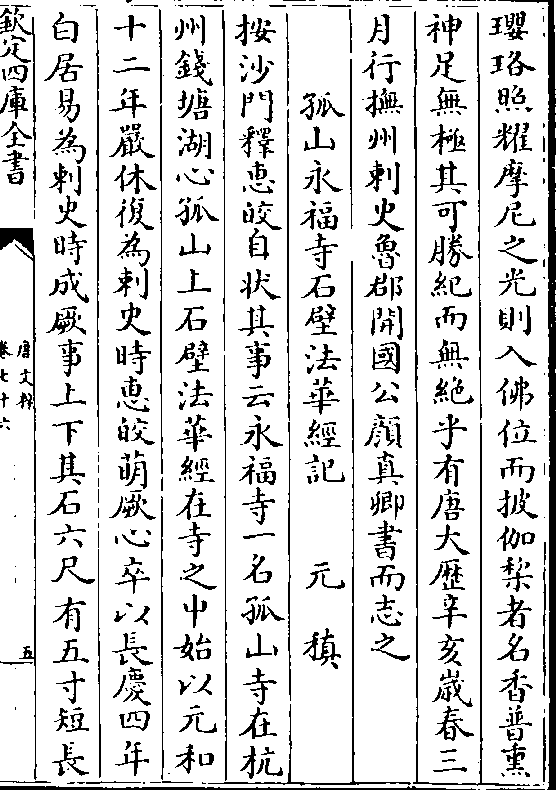 瓔珞照耀摩尼之光則入佛位而披伽棃者名香普熏
神足無極其可勝紀而無絶乎有唐大歴辛亥嵗春三
月行撫州刺史魯郡開國公顔真卿書而志之
孤山永福寺石壁法華經記 元稹
按沙門釋惠皎自状其事云永福寺一名孤山寺在杭
州錢塘湖心孤山上石壁法華經在寺之中始以元和
十二年嚴休復為刺史時惠皎萌厥心卒以長慶四年
白居易為刺史時成厥事上下其石六尺有五寸短長
欽定四庫全書
唐文粹
卷七十六
五